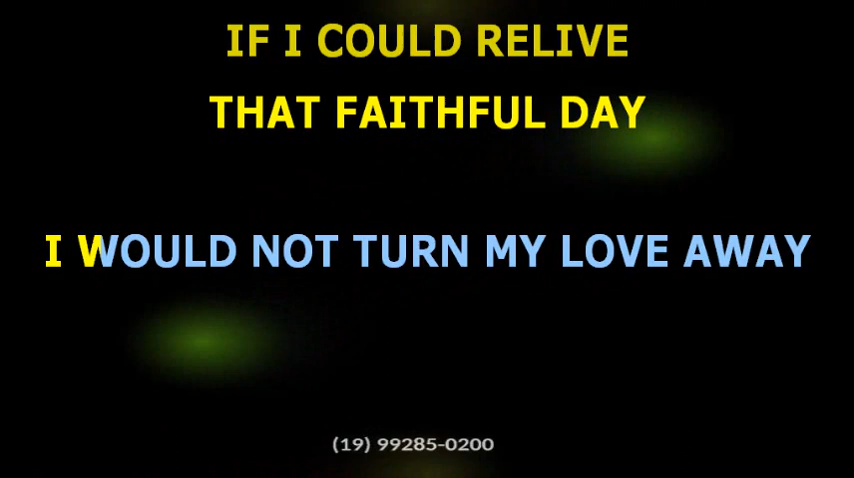 IF I COULD RELIVE
THAT FAITHFUL DAY
I WOULD NOT TURN MY LOVE AWAY
(19) 99285-0200